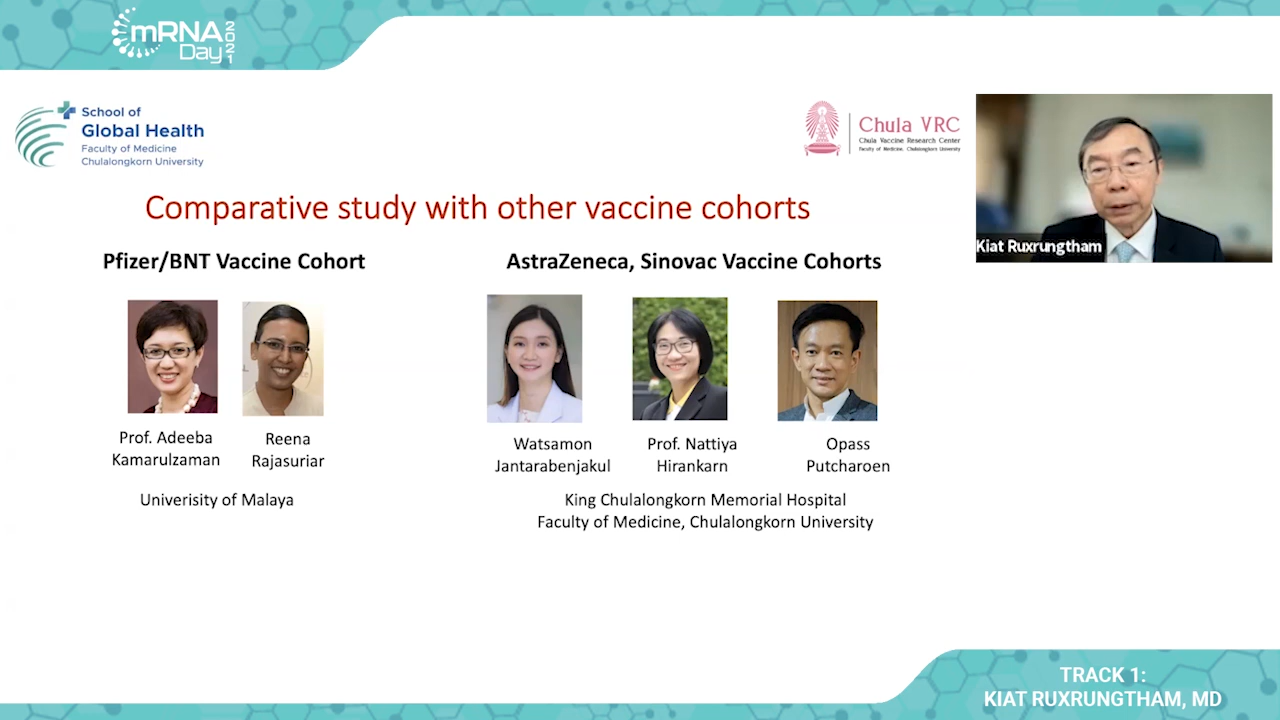 mRNA
Day
2021
School of
Global Health
Faculty of Medicine
Chulalongkorn University
Chula VRC
Chula Vaccine Research Center
Faculty of Medicine, Chulalongkorn University
Kiat Ruxrungtham
Comparative study with other vaccine cohorts
Pfizer/BNT Vaccine Cohort
AstraZeneca, Sinovac Vaccine Cohorts
Prof. Adeeba
Kamarulzaman
Reena
Rajasuriar
Univerisity of Malaya
Watsamon
Jantarabenjakul
Prof. Nattiya
Hirankarn
Opass
Putcharoen
King Chulalongkorn Memorial Hospital
Faculty of Medicine, Chulalongkorn University
TRACK 1:
KIAT RUXRUNGTHAM, MD